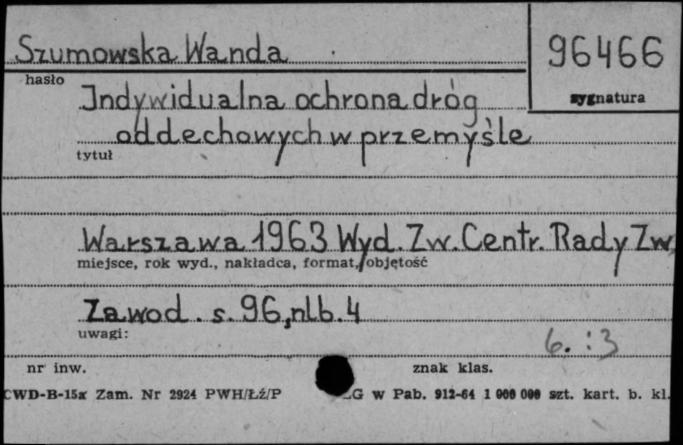 Szumowska Wanda
96466
hasło
sygnatura
Indywidualna ochrona dróg
oddechowych w przemyśle
tytuł
Warszawa 1963 Wyd. Zw. Centr. Rady Zw.
miejsce, rok wyd., nakładca, format, objętość
Zawod. s. 96, nlb. 4
uwagi:
6. : 3
nr inw.
znak klas.
CWD-B-15a Zam. Nr 2924 PWH/Łź/P
G w Pab. 912-64 1 000 000 szt. kart. b. kl.